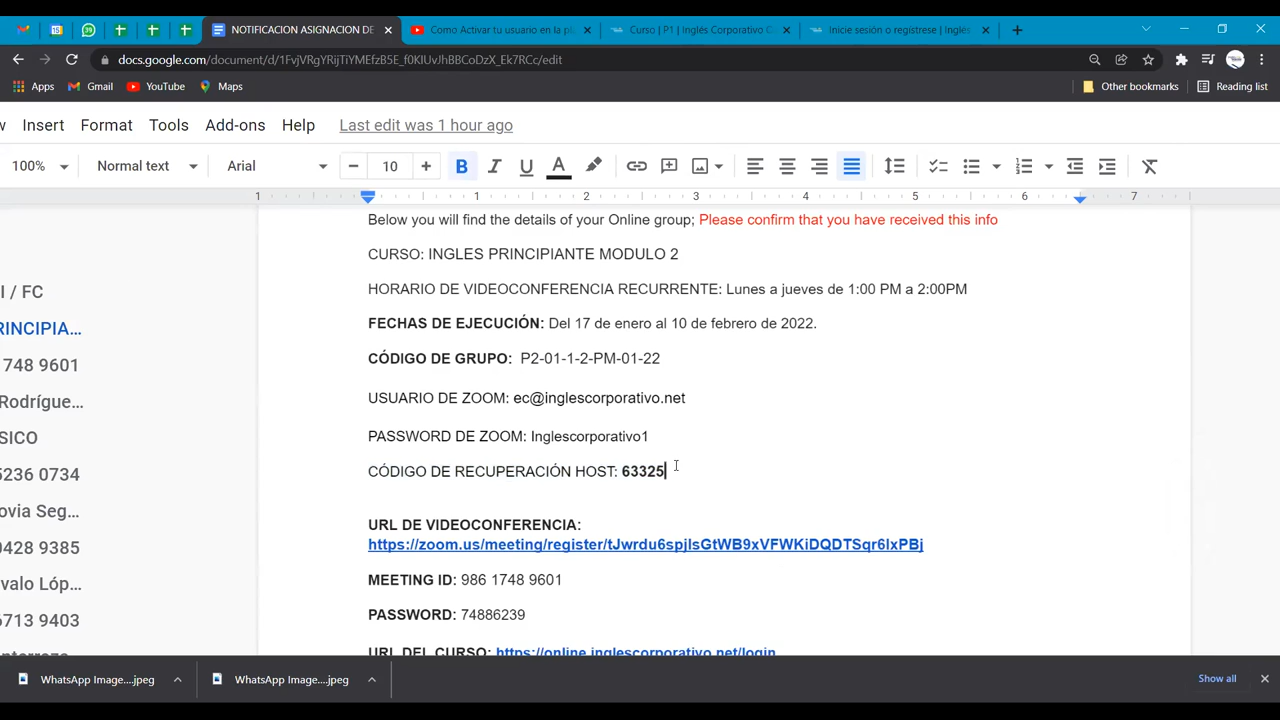 NOTIFICACION ASIGNACION DE
Como Activar tu usuario en la pl
Curso | P1 | Inglés Corporativo
Inicie sesión o regístrese | Inglés
docs.google.com/document/d/1FvjVRgYRijTiYMEfzB5E_f0KIUvJhBBCoDzX_Ek7RCc/edit
Apps Gmail YouTube Maps Other bookmarks Reading list
Insert Format Tools Add-ons Help Last edit was 1 hour ago
100% Normal text Arial 10
1 1 2 3 4 5 6 7
Below you will find the details of your Online group; Please confirm that you have received this info
CURSO: INGLES PRINCIPIANTE MODULO 2
HORARIO DE VIDEOCONFERENCIA RECURRENTE: Lunes a jueves de 1:00 PM a 2:00PM
FECHAS DE EJECUCIÓN: Del 17 de enero al 10 de febrero de 2022.
CÓDIGO DE GRUPO: P2-01-1-2-PM-01-22
USUARIO DE ZOOM: ec@inglescorporativo.net
PASSWORD DE ZOOM: Inglescorporativo1
CÓDIGO DE RECUPERACIÓN HOST: 63325
URL DE VIDEOCONFERENCIA:
https://zoom.us/meeting/register/tJwrdu6spjIsGtWB9xVFWKiDQDTSqr6lxPBj
MEETING ID: 986 1748 9601
PASSWORD: 74886239
URL DEL CURSO: https://online.inglescorporativo.net/login
I / FC
RINCIPIA...
748 9601
Rodrígue...
SICO
5236 0734
ovia Seg...
0428 9385
valo Lóp...
6713 9403
WhatsApp Image....jpeg
WhatsApp Image....jpeg
Show all